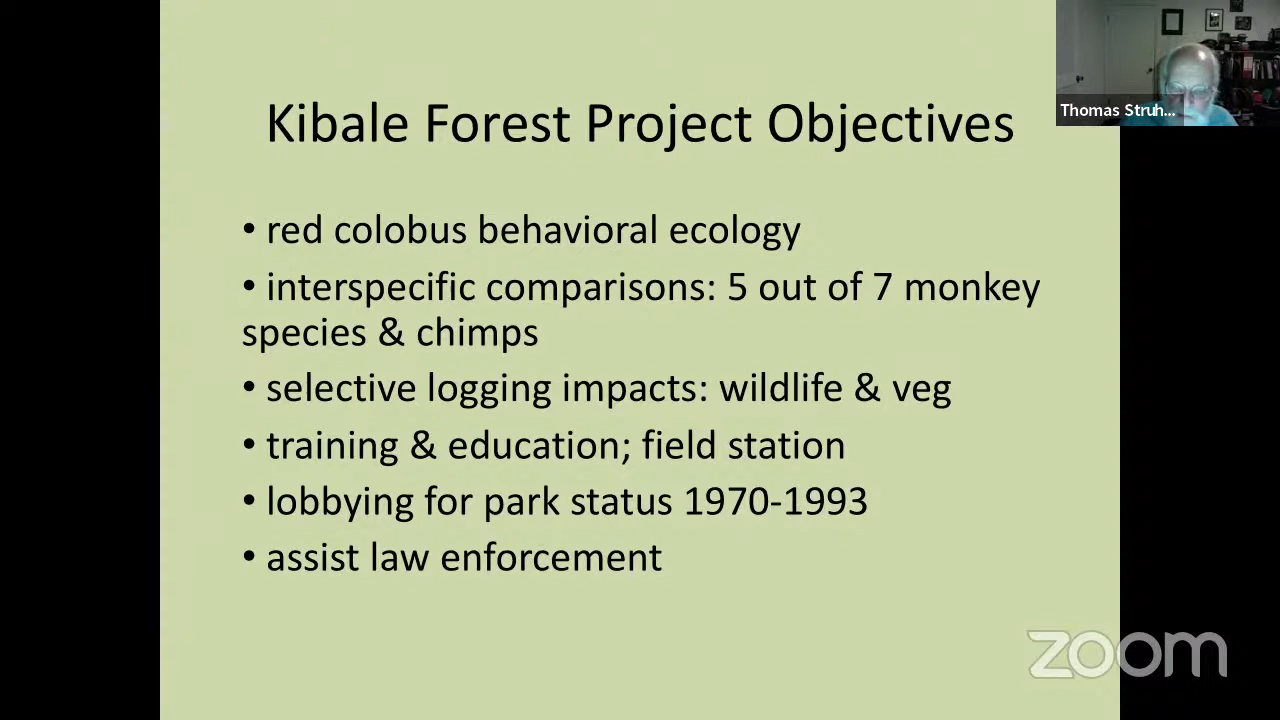 Kibale Forest Project Objectives
Thomas Struh...
• red colobus behavioral ecology
• interspecific comparisons: 5 out of 7 monkey
species & chimps
• selective logging impacts: wildlife & veg
• training & education; field station
• lobbying for park status 1970-1993
• assist law enforcement
zoom